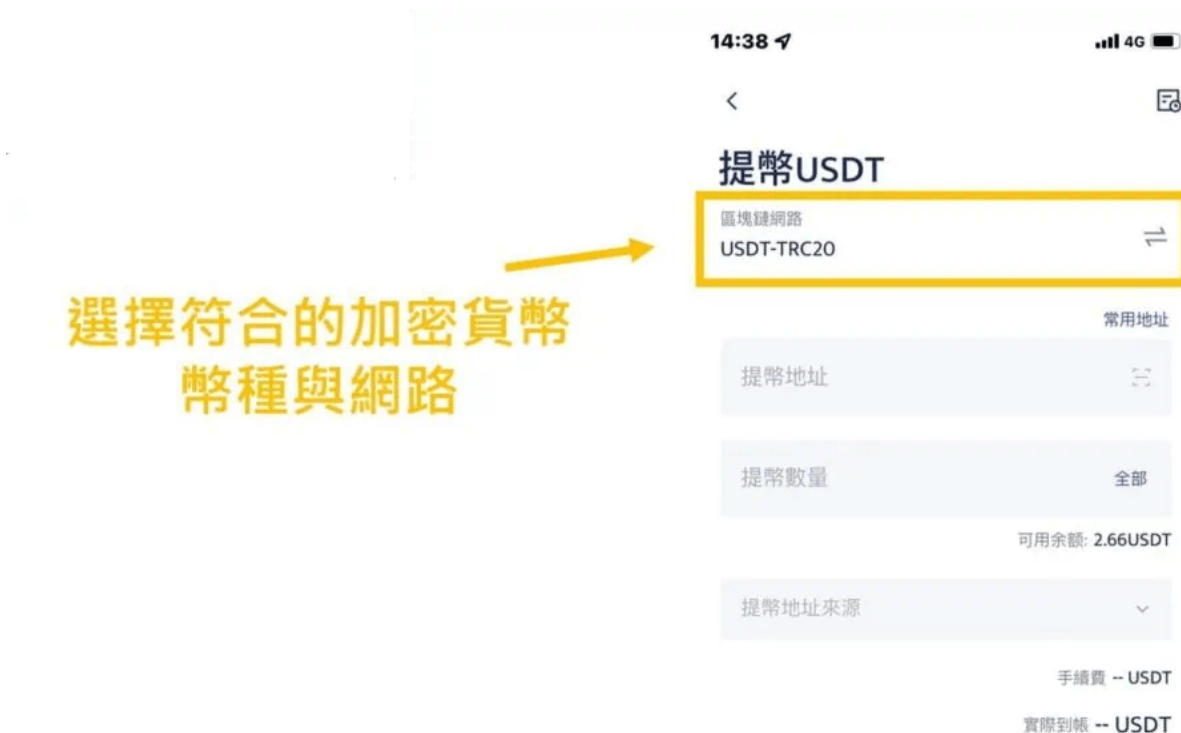 14:38
4G
提幣USDT
區塊鏈網路
USDT-TRC20
選擇符合的加密貨幣
幣種與網路
常用地址
提幣地址
提幣數量 全部
可用余额: 2.66USDT
提幣地址來源
手續費 -- USDT
實際到帳 -- USDT